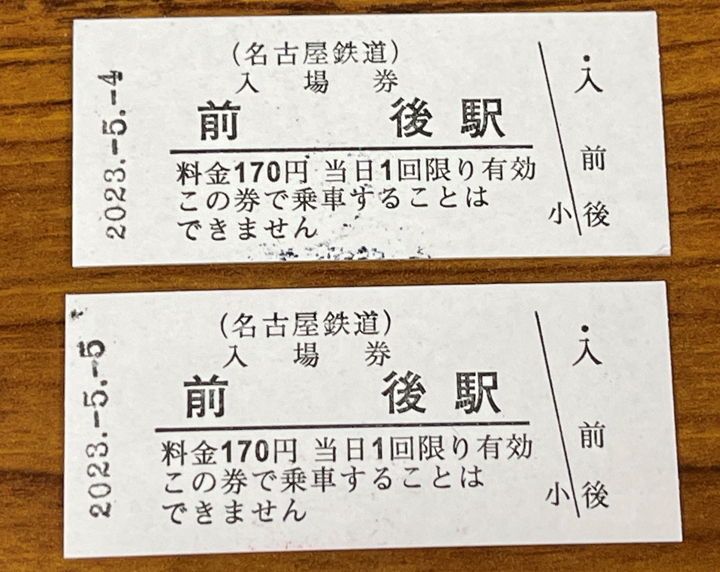 2023.-5.-4
（名古屋鉄道）
入 場 券
前 後 駅
料金170円 当日1回限り有効
この券で乗車することは
できません
入
前
小 後
2023.-5.-5
（名古屋鉄道）
入 場 券
前 後 駅
料金170円 当日1回限り有効
この券で乗車することは
できません
入
前
小 後